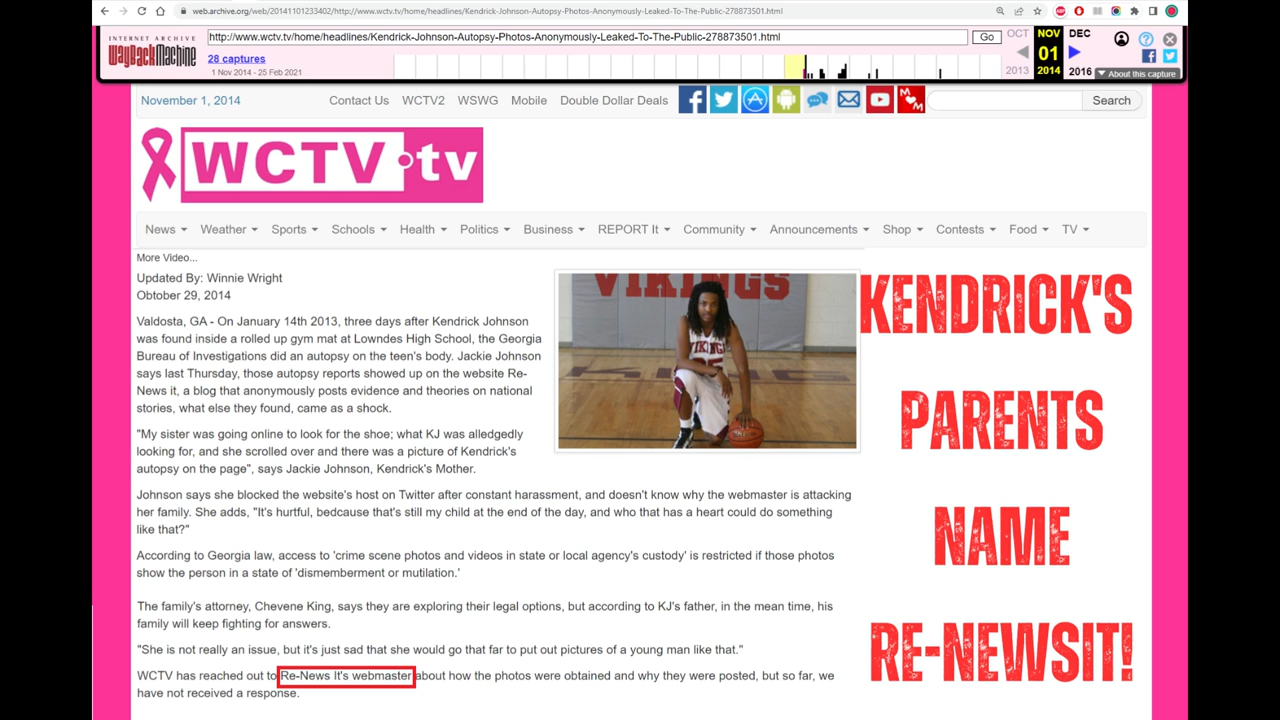 web.archive.org/web/20141101233402/http://www.wctv.tv/home/headlines/Kendrick-Johnson-Autopsy-Photos-Anonymously-Leaked-To-The-Public-278873501.html
INTERNET ARCHIVE
WayBackMachine
http://www.wctv.tv/home/headlines/Kendrick-Johnson-Autopsy-Photos-Anonymously-Leaked-To-The-Public-278873501.html
Go
OCT NOV DEC
28 captures
01
1 Nov 2014 - 25 Feb 2021
2013 2014 2016
About this capture
November 1, 2014 Contact Us WCTV2 WSWG Mobile Double Dollar Deals Search
WCTV.tv
News Weather Sports Schools Health Politics Business REPORT It Community Announcements Shop Contests Food TV
More Video...
Updated By: Winnie Wright
Obtober 29, 2014
Valdosta, GA - On January 14th 2013, three days after Kendrick Johnson
was found inside a rolled up gym mat at Lowndes High School, the Georgia
Bureau of Investigations did an autopsy on the teen's body. Jackie Johnson
says last Thursday, those autopsy reports showed up on the website Re-
News it, a blog that anonymously posts evidence and theories on national
stories, what else they found, came as a shock.
"My sister was going online to look for the shoe; what KJ was alledgedly
looking for, and she scrolled over and there was a picture of Kendrick's
autopsy on the page", says Jackie Johnson, Kendrick's Mother.
Johnson says she blocked the website's host on Twitter after constant harassment, and doesn't know why the webmaster is attacking
her family. She adds, "It's hurtful, bedcause that's still my child at the end of the day, and who that has a heart could do something
like that?"
According to Georgia law, access to 'crime scene photos and videos in state or local agency's custody' is restricted if those photos
show the person in a state of 'dismemberment or mutilation.'
The family's attorney, Chevene King, says they are exploring their legal options, but according to KJ's father, in the mean time, his
family will keep fighting for answers.
"She is not really an issue, but it's just sad that she would go that far to put out pictures of a young man like that."
WCTV has reached out to Re-News It's webmaster about how the photos were obtained and why they were posted, but so far, we
have not received a response.
VIKINGS
VIKINGS
KENDRICK'S
PARENTS
NAME
RE-NEWSIT!